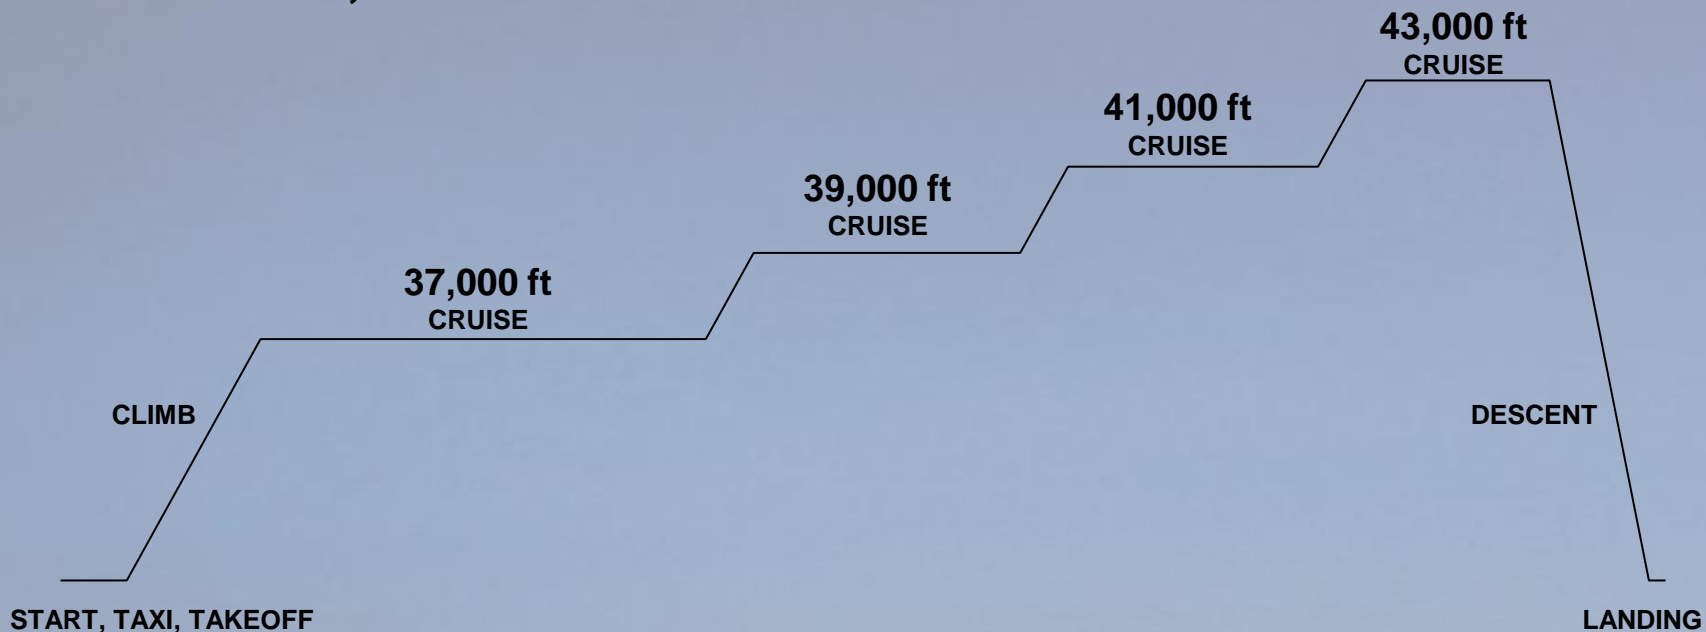 43,000 ft
CRUISE
41,000 ft
CRUISE
39,000 ft
CRUISE
37,000 ft
CRUISE
CLIMB
DESCENT
START, TAXI, TAKEOFF
LANDING